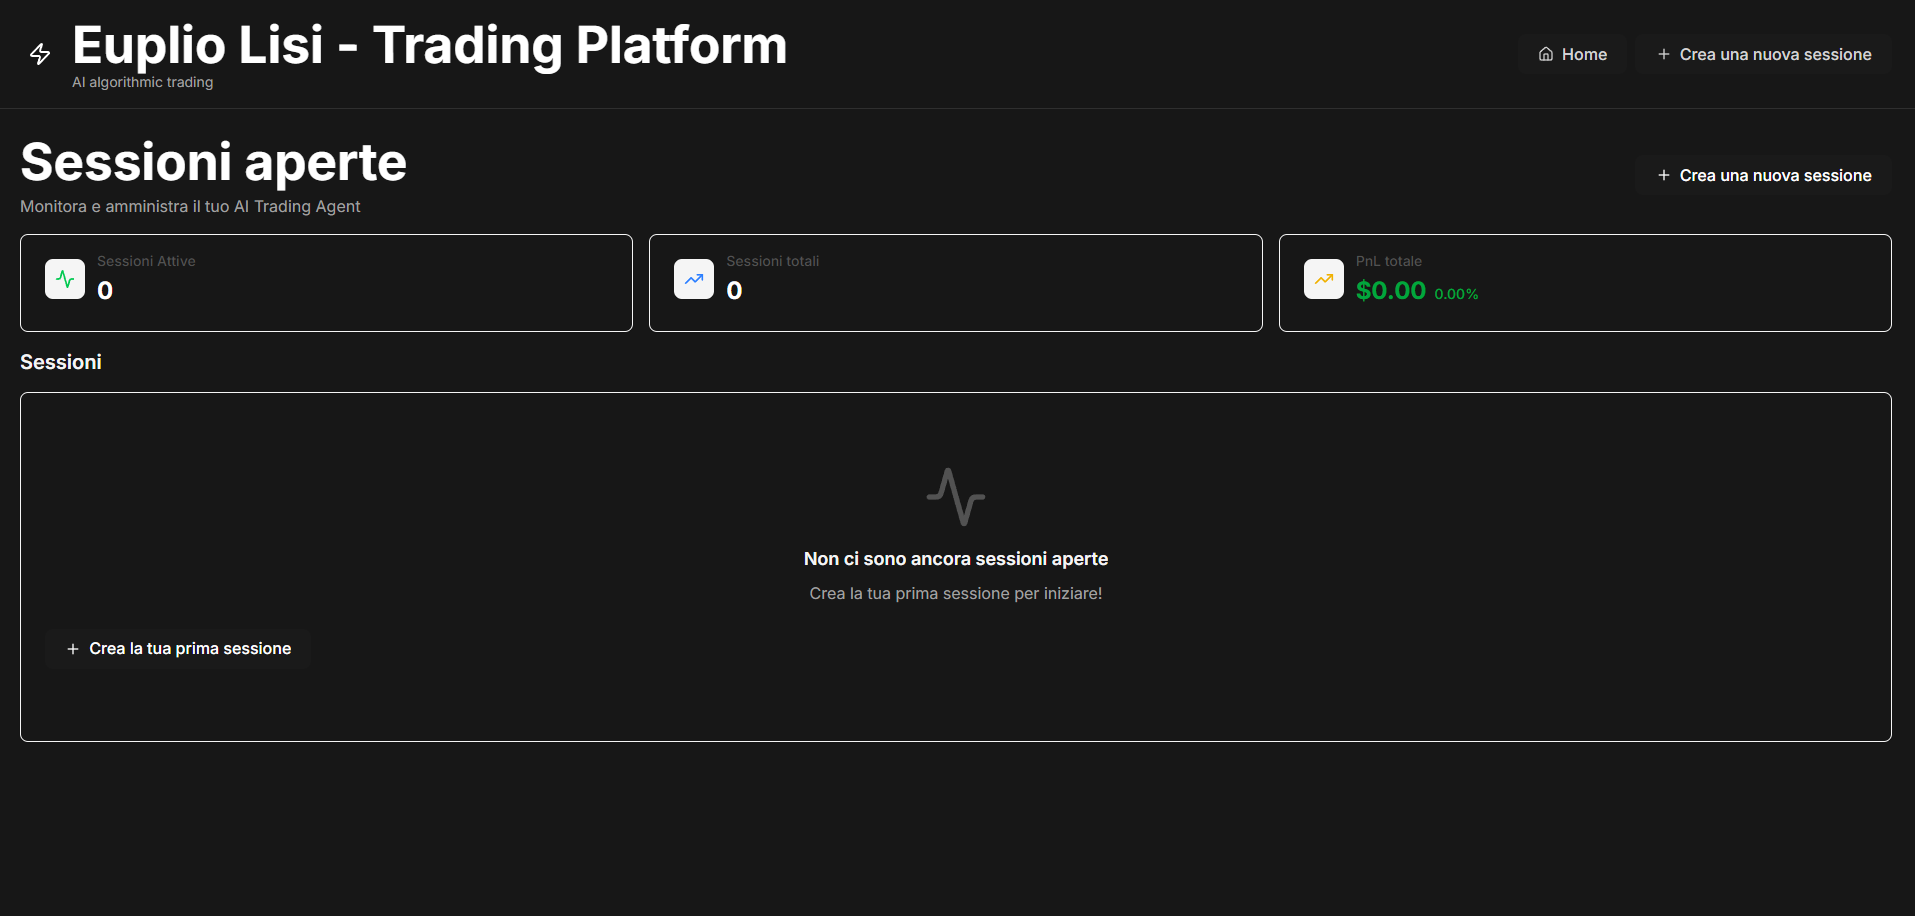 Euplio Lisi - Trading Platform
AI algorithmic trading
Home
Crea una nuova sessione
Sessioni aperte
Monitora e amministra il tuo AI Trading Agent
Crea una nuova sessione
Sessioni Attive
0
Sessioni totali
0
PnL totale
$0.00 0.00%
Sessioni
Non ci sono ancora sessioni aperte
Crea la tua prima sessione per iniziare!
Crea la tua prima sessione